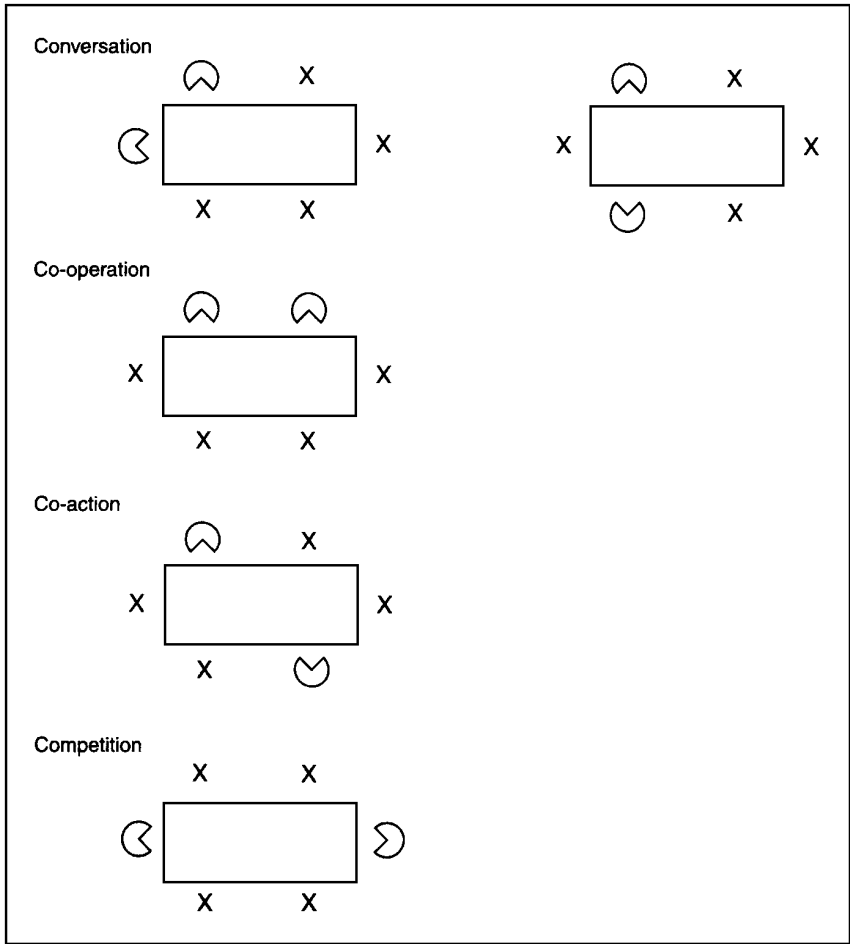 Conversation
X X
X X X
X X X X
Co-operation
X X
X X
Co-action
X
X X
X
Competition
X X
X X